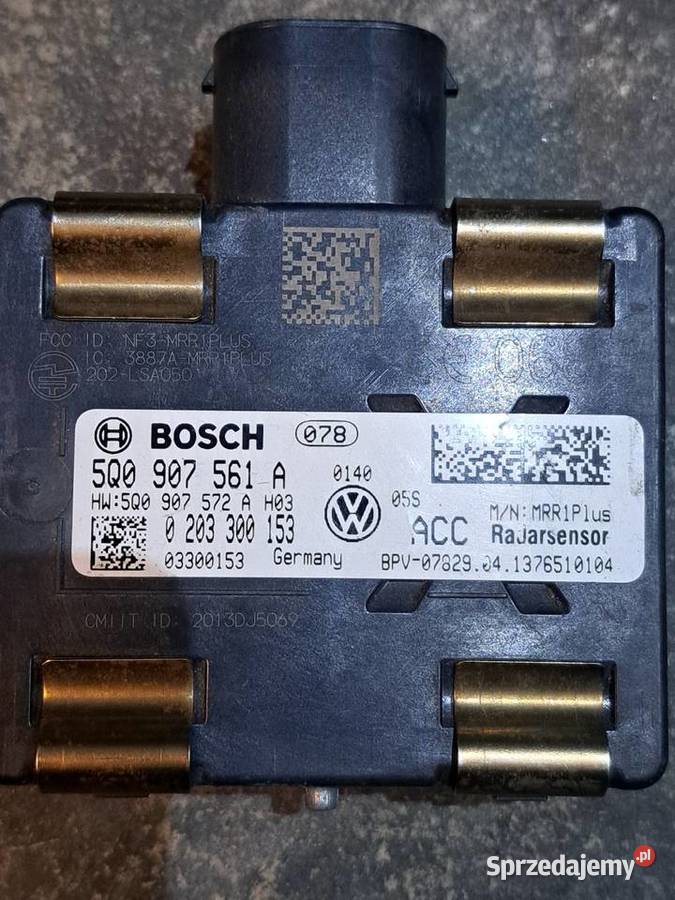 FCC ID: NF3-MRR1PLUS
IC: 3887A-MRR1PLUS
202-LSA050
BOSCH 078
5Q0 907 561 A 0140
HW:5Q0 907 572 A H03 05S
M/N:MRR1Plus
0 203 300 153 ACC Radarsensor
03300153 Germany BPV-07829.04.1376510104
CMIIT ID: 2013DJ5069
Sprzedajemy.pl